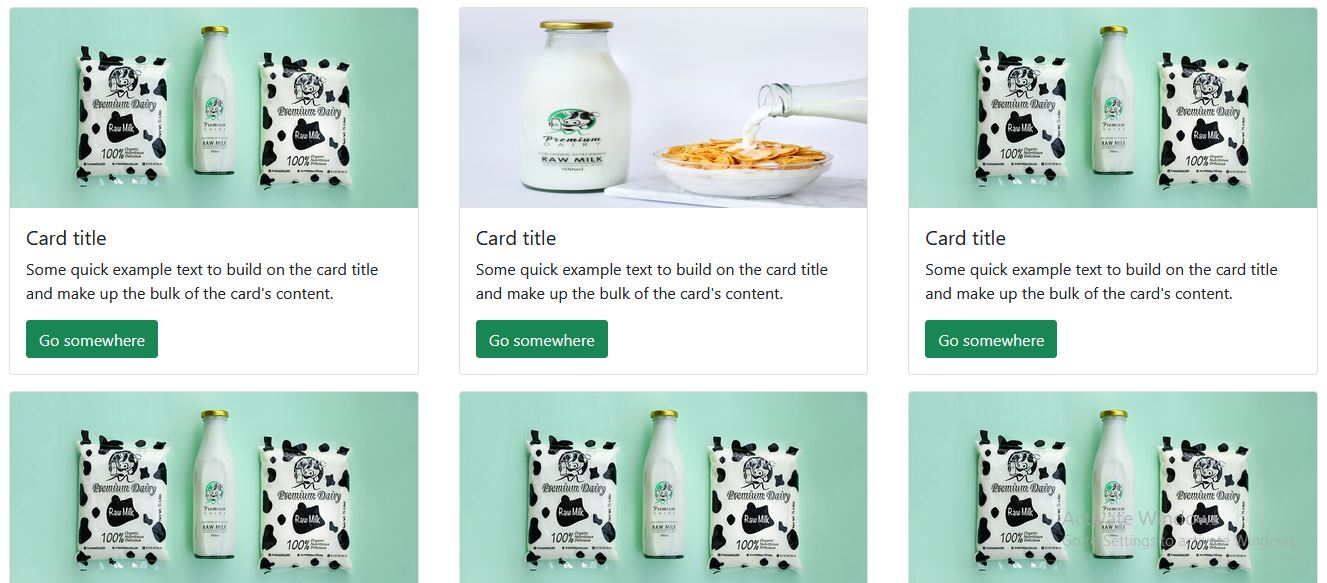 Premium Dairy
Raw Milk
100% Organic
Nutritious
Delicious
Premium
DAIRY
RAW MILK
Premium Dairy
Raw Milk
100% Organic
Nutritious
Delicious
Premium
DAIRY
RAW MILK
500ml
Premium Dairy
Raw Milk
100% Organic
Nutritious
Delicious
Premium
DAIRY
RAW MILK
Premium Dairy
Raw Milk
100% Organic
Nutritious
Delicious
Card title
Some quick example text to build on the card title
and make up the bulk of the card's content.
Go somewhere
Card title
Some quick example text to build on the card title
and make up the bulk of the card's content.
Go somewhere
Card title
Some quick example text to build on the card title
and make up the bulk of the card's content.
Go somewhere
Premium Dairy
Raw Milk
100% Organic
Nutritious
Delicious
Premium
DAIRY
RAW MILK
Premium Dairy
Raw Milk
100% Organic
Nutritious
Delicious
Premium Dairy
Raw Milk
100% Organic
Nutritious
Delicious
Premium
DAIRY
RAW MILK
Premium Dairy
Raw Milk
100% Organic
Nutritious
Delicious
Premium Dairy
Raw Milk
100% Organic
Nutritious
Delicious
Premium
DAIRY
RAW MILK
Premium Dairy
Raw Milk
100% Organic
Nutritious
Delicious
Activate Windows
Go to Settings to activate Windows.